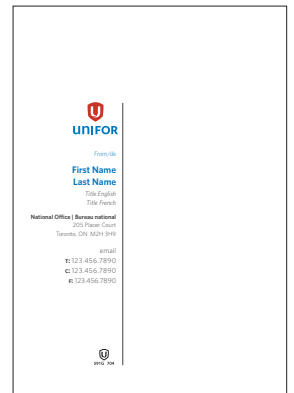 UNIFOR
From/de
First Name
Last Name
Title English
Title French
National Office | Bureau national
205 Placer Court
Toronto, ON M2H 3H9
email
T: 123.456.7890
C: 123.456.7890
F: 123.456.7890